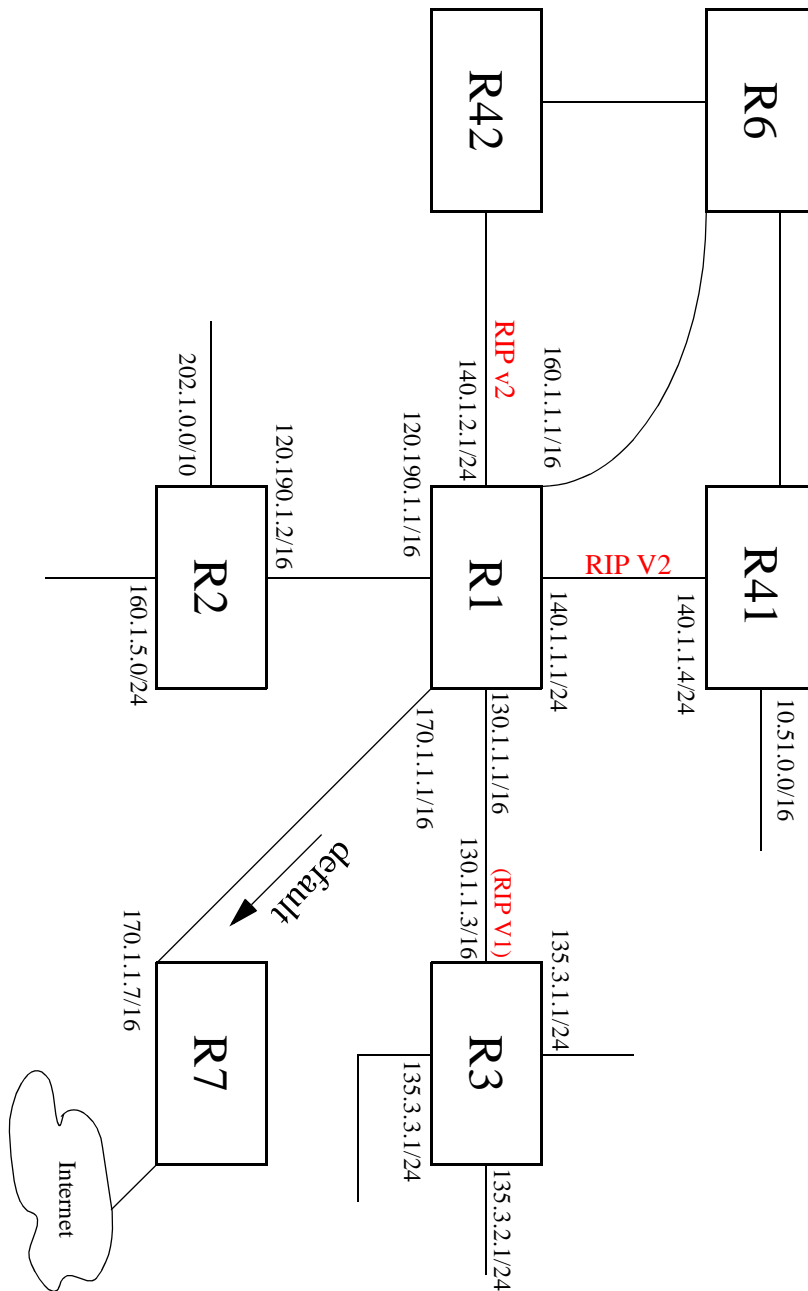 R6
10.51.0.0/16
R41
140.1.1.4/24
RIP V2
160.1.1.1/16
140.1.1.1/24
135.3.1.1/24
RIP v2
130.1.1.1/16
(RIP V1)
135.3.2.1/24
R42
R1
R3
140.1.2.1/24
130.1.1.3/16
120.190.1.1/16
170.1.1.1/16
135.3.3.1/24
default
120.190.1.2/16
R2
R7
202.1.0.0/10
160.1.5.0/24
170.1.1.7/16
Internet